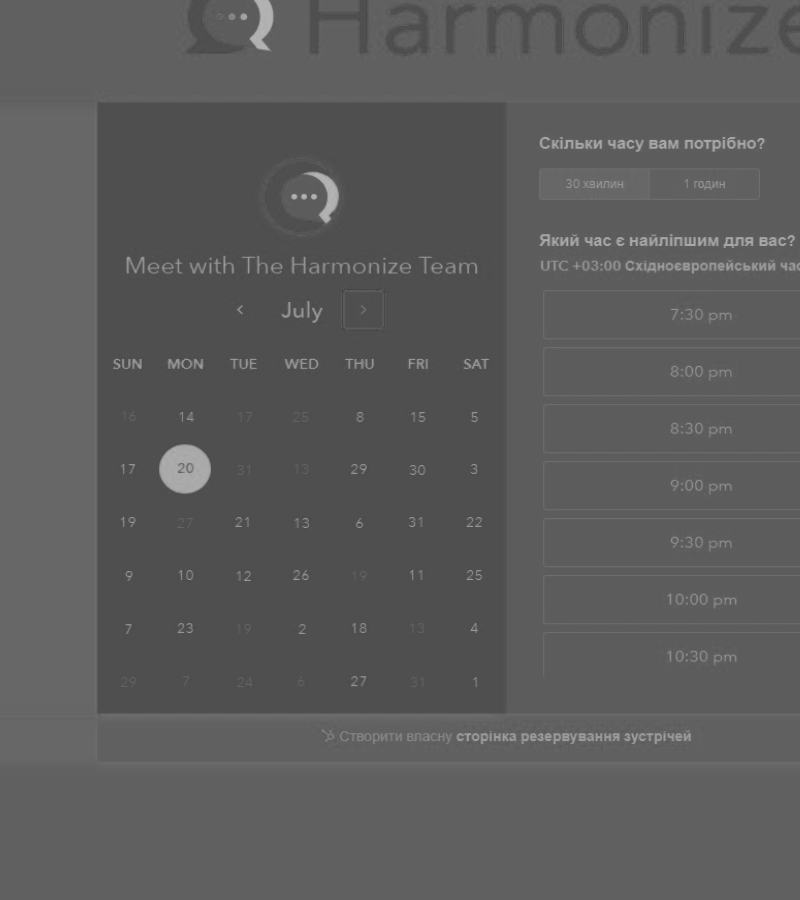 Harmonize
Meet with The Harmonize Team
July
SUN MON TUE WED THU FRI SAT
16 14 17 25 8 15 5
17 20 31 13 29 30 3
19 27 21 13 6 31 22
9 10 12 26 19 11 25
7 23 19 2 18 13 4
29 7 24 6 27 31 1
Скільки часу вам потрібно?
30 хвилин 1 годин
Який час є найліпшим для вас?
UTC +03:00 Східноєвропейський
7:30 pm
8:00 pm
8:30 pm
9:00 pm
9:30 pm
10:00 pm
10:30 pm
Створити власну сторінка резервування зустрічей